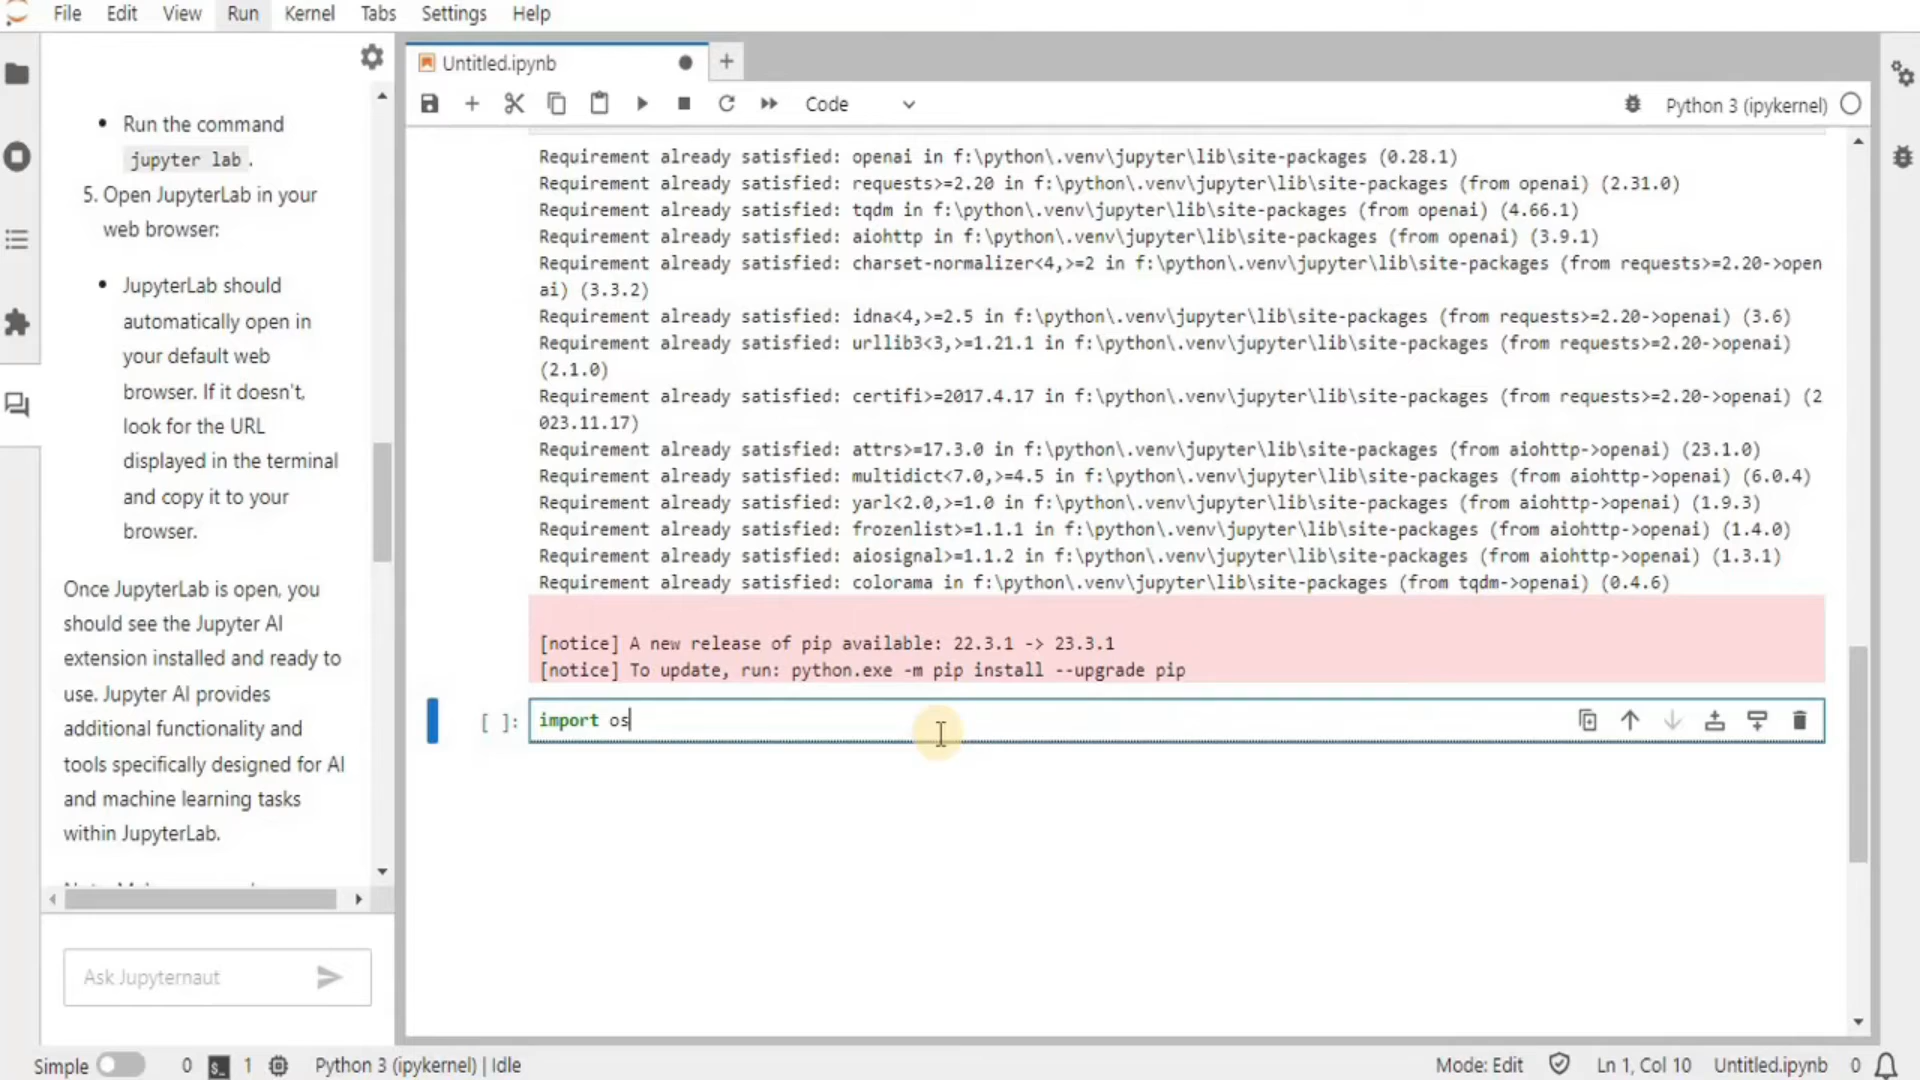 File Edit View Run Kernel Tabs Settings Help
• Run the command
jupyter lab .
5. Open JupyterLab in your
web browser:
• JupyterLab should
automatically open in
your default web
browser. If it doesn't,
look for the URL
displayed in the terminal
and copy it to your
browser.
Once JupyterLab is open, you
should see the Jupyter AI
extension installed and ready to
use. Jupyter AI provides
additional functionality and
tools specifically designed for AI
and machine learning tasks
within JupyterLab.
Ask Jupyternaut
Untitled.ipynb
Code
Python 3 (ipykernel)
Requirement already satisfied: openai in f:\python\.venv\jupyter\lib\site-packages (0.28.1)
Requirement already satisfied: requests>=2.20 in f:\python\.venv\jupyter\lib\site-packages (from openai) (2.31.0)
Requirement already satisfied: tqdm in f:\python\.venv\jupyter\lib\site-packages (from openai) (4.66.1)
Requirement already satisfied: aiohttp in f:\python\.venv\jupyter\lib\site-packages (from openai) (3.9.1)
Requirement already satisfied: charset-normalizer<4,>=2 in f:\python\.venv\jupyter\lib\site-packages (from requests>=2.20->open
ai) (3.3.2)
Requirement already satisfied: idna<4,>=2.5 in f:\python\.venv\jupyter\lib\site-packages (from requests>=2.20->openai) (3.6)
Requirement already satisfied: urllib3<3,>=1.21.1 in f:\python\.venv\jupyter\lib\site-packages (from requests>=2.20->openai)
(2.1.0)
Requirement already satisfied: certifi>=2017.4.17 in f:\python\.venv\jupyter\lib\site-packages (from requests>=2.20->openai) (2
023.11.17)
Requirement already satisfied: attrs>=17.3.0 in f:\python\.venv\jupyter\lib\site-packages (from aiohttp->openai) (23.1.0)
Requirement already satisfied: multidict<7.0,>=4.5 in f:\python\.venv\jupyter\lib\site-packages (from aiohttp->openai) (6.0.4)
Requirement already satisfied: yarl<2.0,>=1.0 in f:\python\.venv\jupyter\lib\site-packages (from aiohttp->openai) (1.9.3)
Requirement already satisfied: frozenlist>=1.1.1 in f:\python\.venv\jupyter\lib\site-packages (from aiohttp->openai) (1.4.0)
Requirement already satisfied: aiosignal>=1.1.2 in f:\python\.venv\jupyter\lib\site-packages (from aiohttp->openai) (1.3.1)
Requirement already satisfied: colorama in f:\python\.venv\jupyter\lib\site-packages (from tqdm->openai) (0.4.6)
[notice] A new release of pip available: 22.3.1 -> 23.3.1
[notice] To update, run: python.exe -m pip install --upgrade pip
[ ]: import os
Simple 0 1 Python 3 (ipykernel) | Idle Mode: Edit Ln 1, Col 10 Untitled.ipynb 0